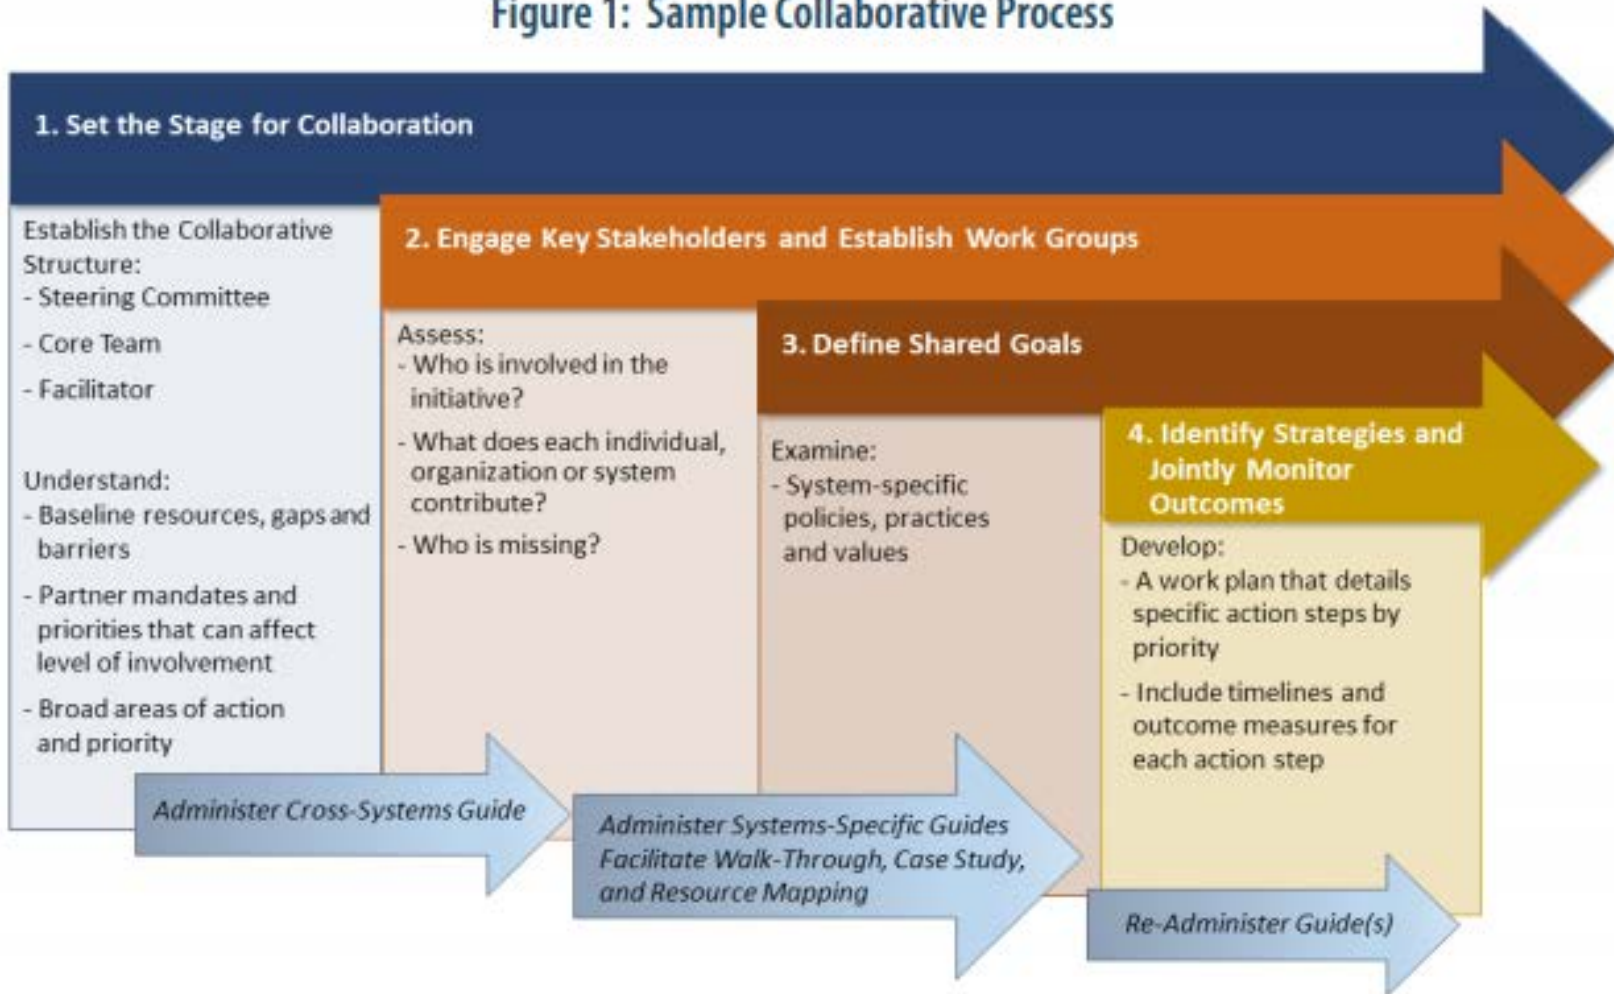 Figure 1: Sample Collaborative Process
1. Set the Stage for Collaboration
Establish the Collaborative
Structure:
- Steering Committee
- Core Team
- Facilitator
Understand:
- Baseline resources, gaps and
barriers
- Partner mandates and
priorities that can affect
level of involvement
- Broad areas of action
and priority
2. Engage Key Stakeholders and Establish Work Groups
Assess:
- Who is involved in the
initiative?
- What does each individual,
organization or system
contribute?
- Who is missing?
3. Define Shared Goals
Examine:
- System-specific
policies, practices
and values
4. Identify Strategies and
Jointly Monitor
Outcomes
Develop:
- A work plan that details
specific action steps by
priority
- Include timelines and
outcome measures for
each action step
Administer Cross-Systems Guide
Administer Systems-Specific Guides
Facilitate Walk-Through, Case Study,
and Resource Mapping
Re-Administer Guide(s)